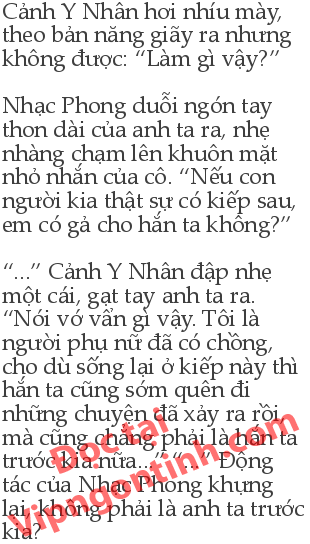 Cảnh Y Nhân hơi nhíu mày,
theo bản năng giãy ra nhưng
không được: “Làm gì vậy?”
Nhạc Phong duỗi ngón tay
thon dài của anh ta ra, nhẹ
nhàng chạm lên khuôn mặt
nhỏ nhắn của cô. “Nếu con
người kia thật sự có kiếp sau,
em có gả cho hắn ta không?”
“...” Cảnh Y Nhân đập nhẹ
một cái, gạt tay anh ta ra.
“Nói vớ vẩn gì vậy. Tôi là
người phụ nữ đã có chồng,
cho dù sống lại ở kiếp này thì
hắn ta cũng sớm quên đi
những chuyện đã xảy ra rồi,
mà cũng chẳng phải là hắn ta
trước kia nữa...” “...” Động
tác của Nhạc Phong khựng
lại, không phải là anh ta trước
kia?
Đọc tại
Vipngontinh.com